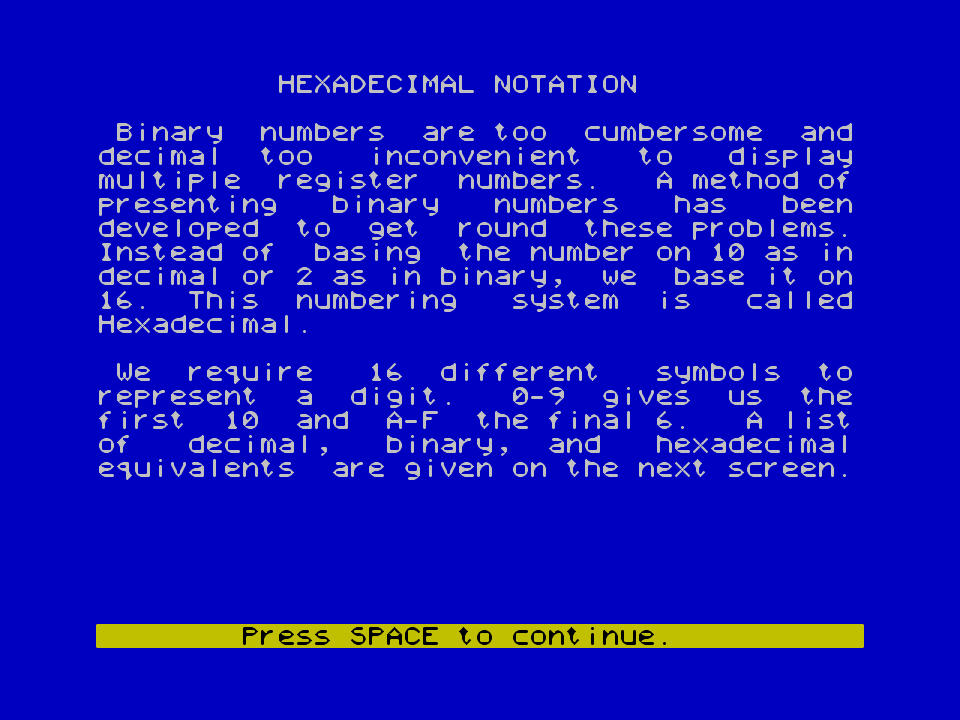 HEXADECIMAL NOTATION
Binary numbers are too cumbersome and
decimal too inconvenient to display
multiple register numbers. A method of
presenting binary numbers has been
developed to get round these problems.
Instead of basing the number on 10 as in
decimal or 2 as in binary, we base it on
16. This numbering system is called
Hexadecimal.
We require 16 different symbols to
represent a digit. 0-9 gives us the
first 10 and A-F the final 6. A list
of decimal, binary, and hexadecimal
equivalents are given on the next screen.
Press SPACE to continue.